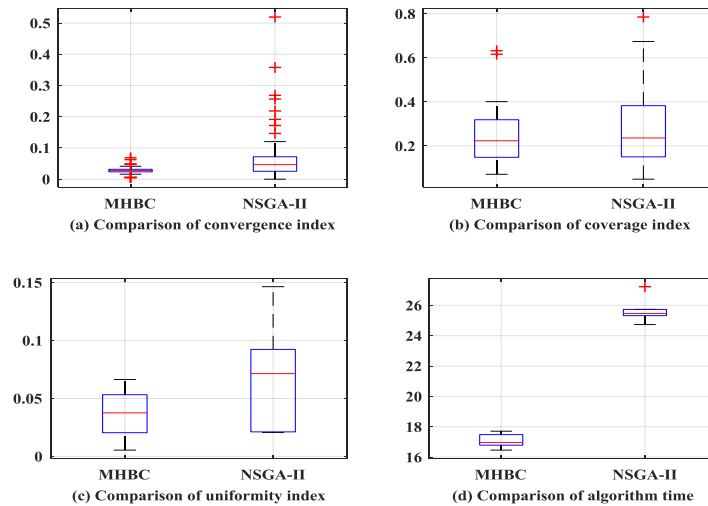 0.5
0.4
0.3
0.2
0.1
0
MHBC NSGA-II
(a) Comparison of convergence index
0.8
0.6
0.4
0.2
MHBC NSGA-II
(b) Comparison of coverage index
0.15
0.1
0.05
0
MHBC NSGA-II
(c) Comparison of uniformity index
26
24
22
20
18
16
MHBC NSGA-II
(d) Comparison of algorithm time